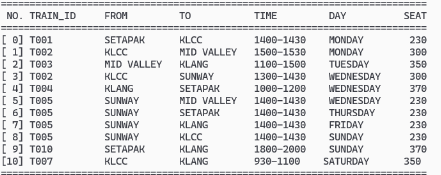 NO. TRAIN_ID FROM TO TIME DAY SEAT
[ 0] T001 SETAPAK KLCC 1400-1430 MONDAY 230
[ 1] T002 KLCC MID VALLEY 1500-1530 MONDAY 300
[ 2] T003 MID VALLEY KLANG 1100-1500 TUESDAY 350
[ 3] T002 KLCC SUNWAY 1300-1430 WEDNESDAY 300
[ 4] T004 KLANG SETAPAK 1000-1200 WEDNESDAY 370
[ 5] T005 SUNWAY MID VALLEY 1400-1430 WEDNESDAY 230
[ 6] T005 SUNWAY SETAPAK 1400-1430 THURSDAY 230
[ 7] T005 SUNWAY KLANG 1400-1430 FRIDAY 230
[ 8] T005 SUNWAY KLCC 1400-1430 SUNDAY 230
[ 9] T010 SETAPAK KLANG 1800-2000 SUNDAY 370
[10] T007 KLCC KLANG 930-1100 SATURDAY 350